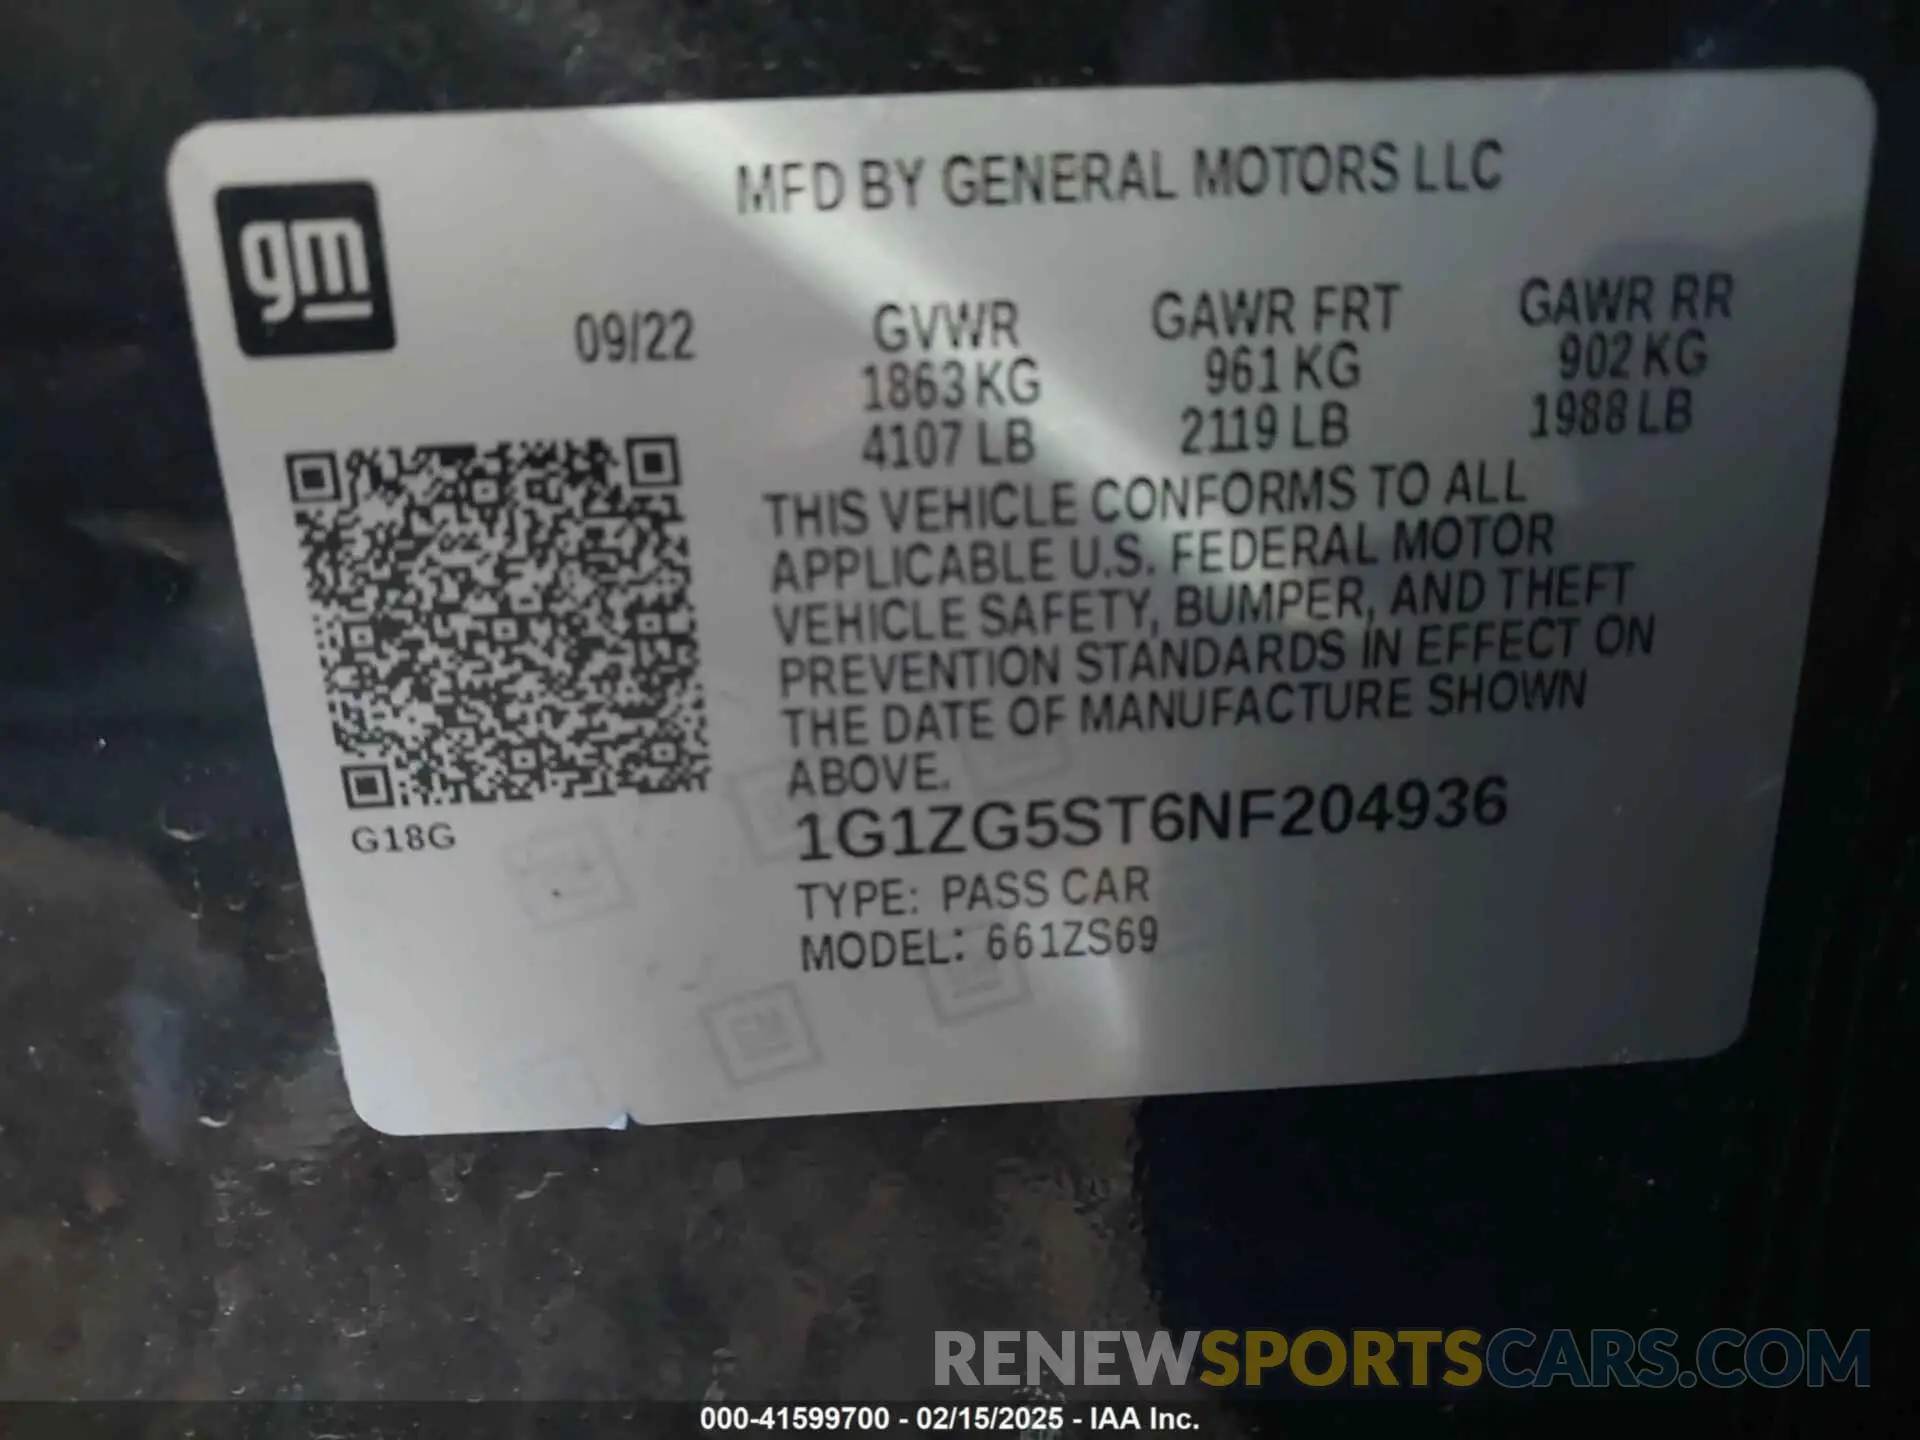 MFD BY GENERAL MOTORS LLC
gm
09/22
GVWR
1863 KG
4107 LB
GAWR FRT
961 KG
2119 LB
GAWR RR
902 KG
1988 LB
THIS VEHICLE CONFORMS TO ALL
APPLICABLE U.S. FEDERAL MOTOR
VEHICLE SAFETY, BUMPER, AND THEFT
PREVENTION STANDARDS IN EFFECT ON
THE DATE OF MANUFACTURE SHOWN
ABOVE.
1G1ZG5ST6NF204936
TYPE: PASS CAR
MODEL: 661ZS69
G18G
GM
RENEWSPORTSCARS.COM
000-41599700 - 02/15/2025 - IAA Inc.